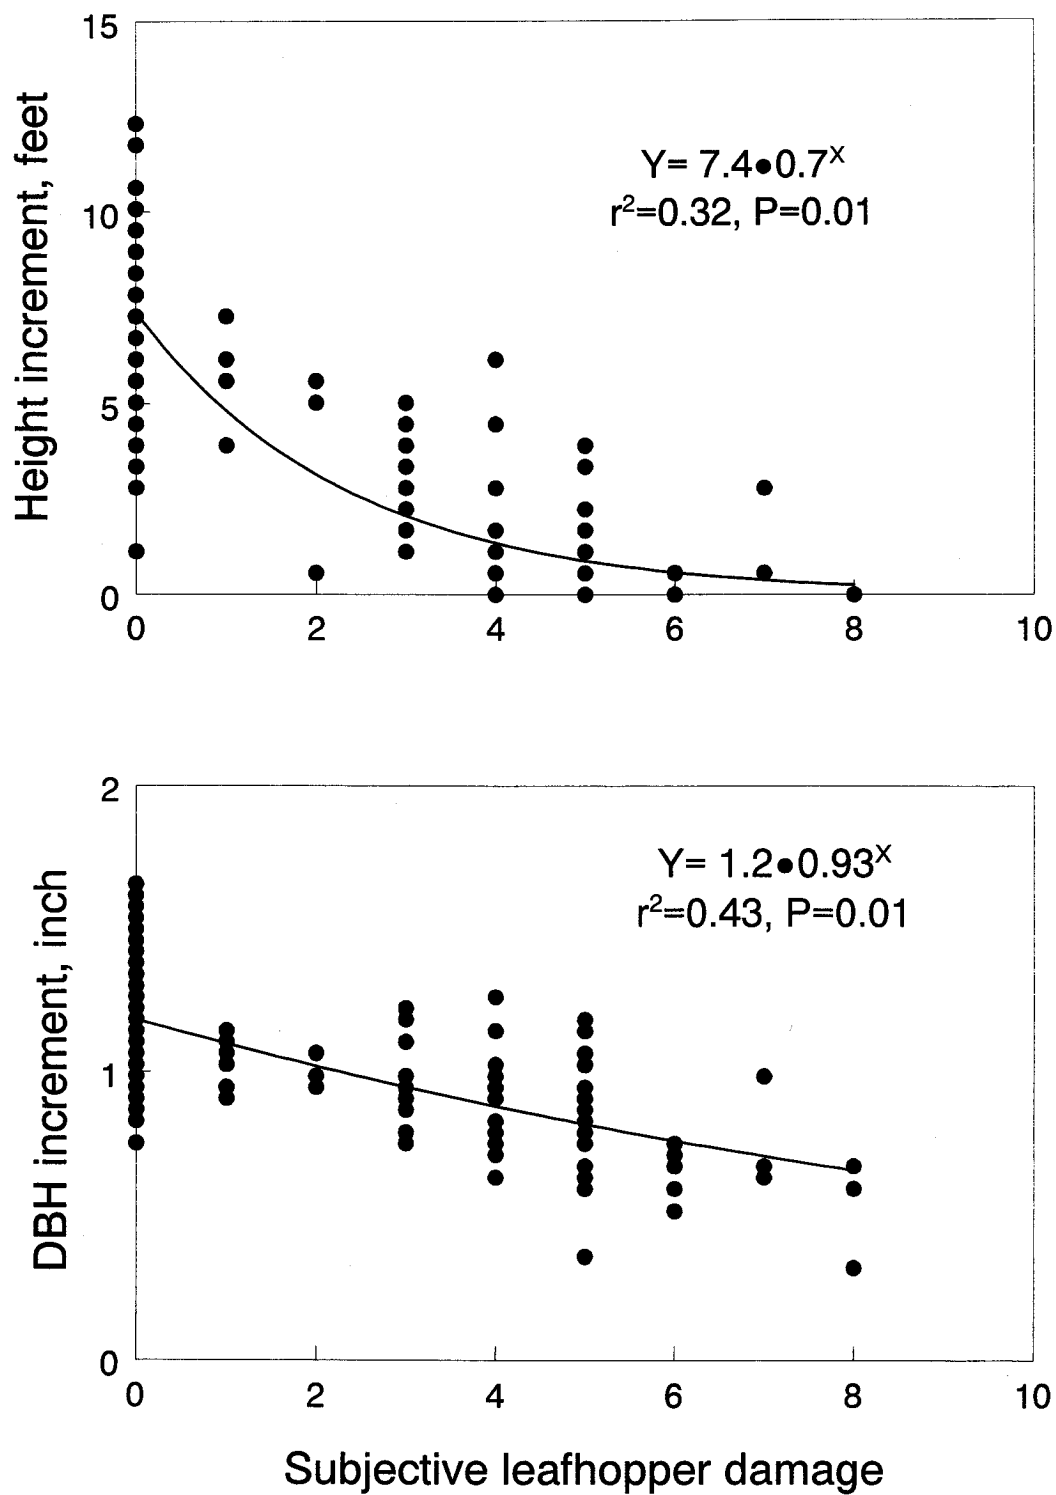 15
10
5
0
Height increment, feet
Y= 7.4●0.7ˣ
r²=0.32, P=0.01
0 2 4 6 8 10
2
1
0
DBH increment, inch
Y= 1.2●0.93ˣ
r²=0.43, P=0.01
0 2 4 6 8 10
Subjective leafhopper damage